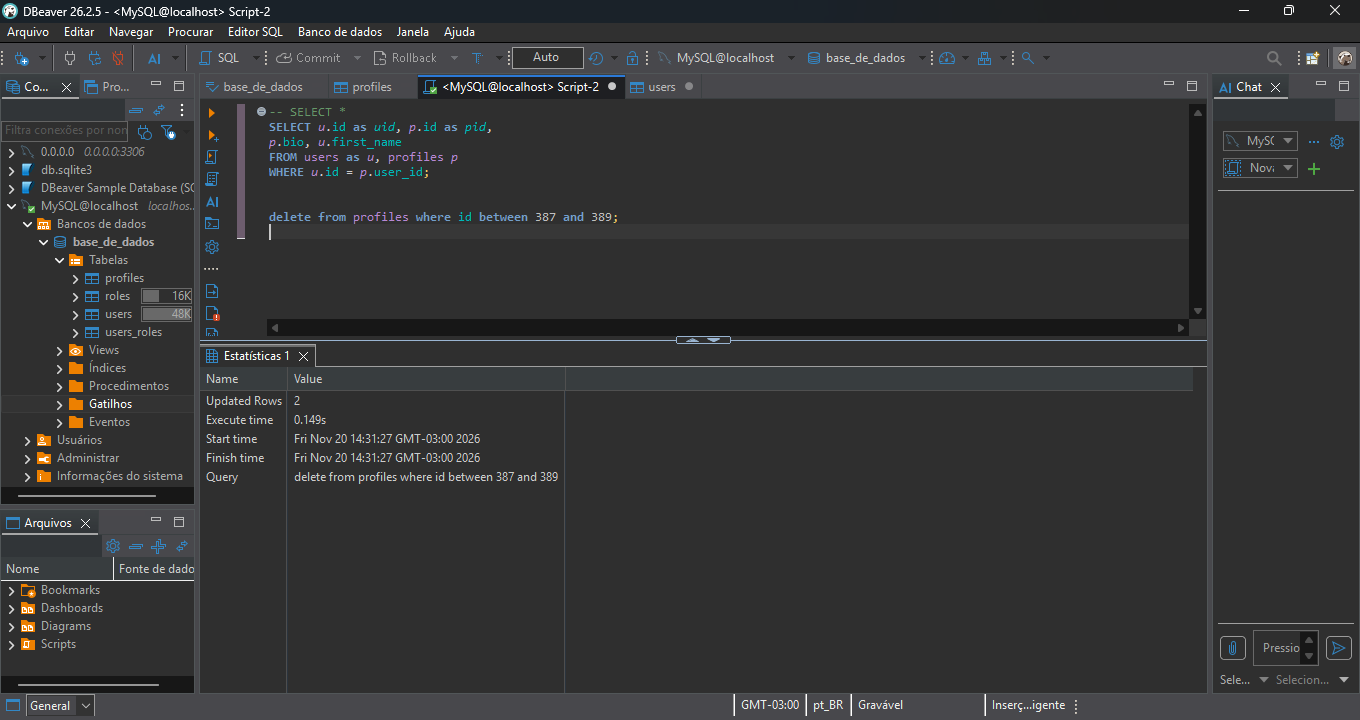 DBeaver 26.2.5 - <MySQL@localhost> Script-2
Arquivo Editar Navegar Procurar Editor SQL Banco de dados Janela Ajuda
AI SQL Commit Rollback T Auto MySQL@localhost base_de_dados
Co... Pro...
base_de_dados profiles <MySQL@localhost> Script-2 users
AI Chat
Filtra conexões por nom
0.0.0.0 0.0.0.0:3306
db.sqlite3
DBeaver Sample Database (SQ
MySQL@localhost localhos...
Bancos de dados
base_de_dados
Tabelas
profiles
roles 16K
users 48K
users_roles
Views
Índices
Procedimentos
Gatilhos
Eventos
Usuários
Administrar
Informações do sistema
-- SELECT *
SELECT u.id as uid, p.id as pid,
p.bio, u.first_name
FROM users as u, profiles p
WHERE u.id = p.user_id;
delete from profiles where id between 387 and 389;
AI
Estatísticas 1
Name Value
Updated Rows 2
Execute time 0.149s
Start time Fri Nov 20 14:31:27 GMT-03:00 2026
Finish time Fri Nov 20 14:31:27 GMT-03:00 2026
Query delete from profiles where id between 387 and 389
MySC
Nov
Pressio
Sele... Selecion...
Arquivos
Nome Fonte de dado
Bookmarks
Dashboards
Diagrams
Scripts
General
GMT-03:00 pt_BR Gravável Inserç...igente